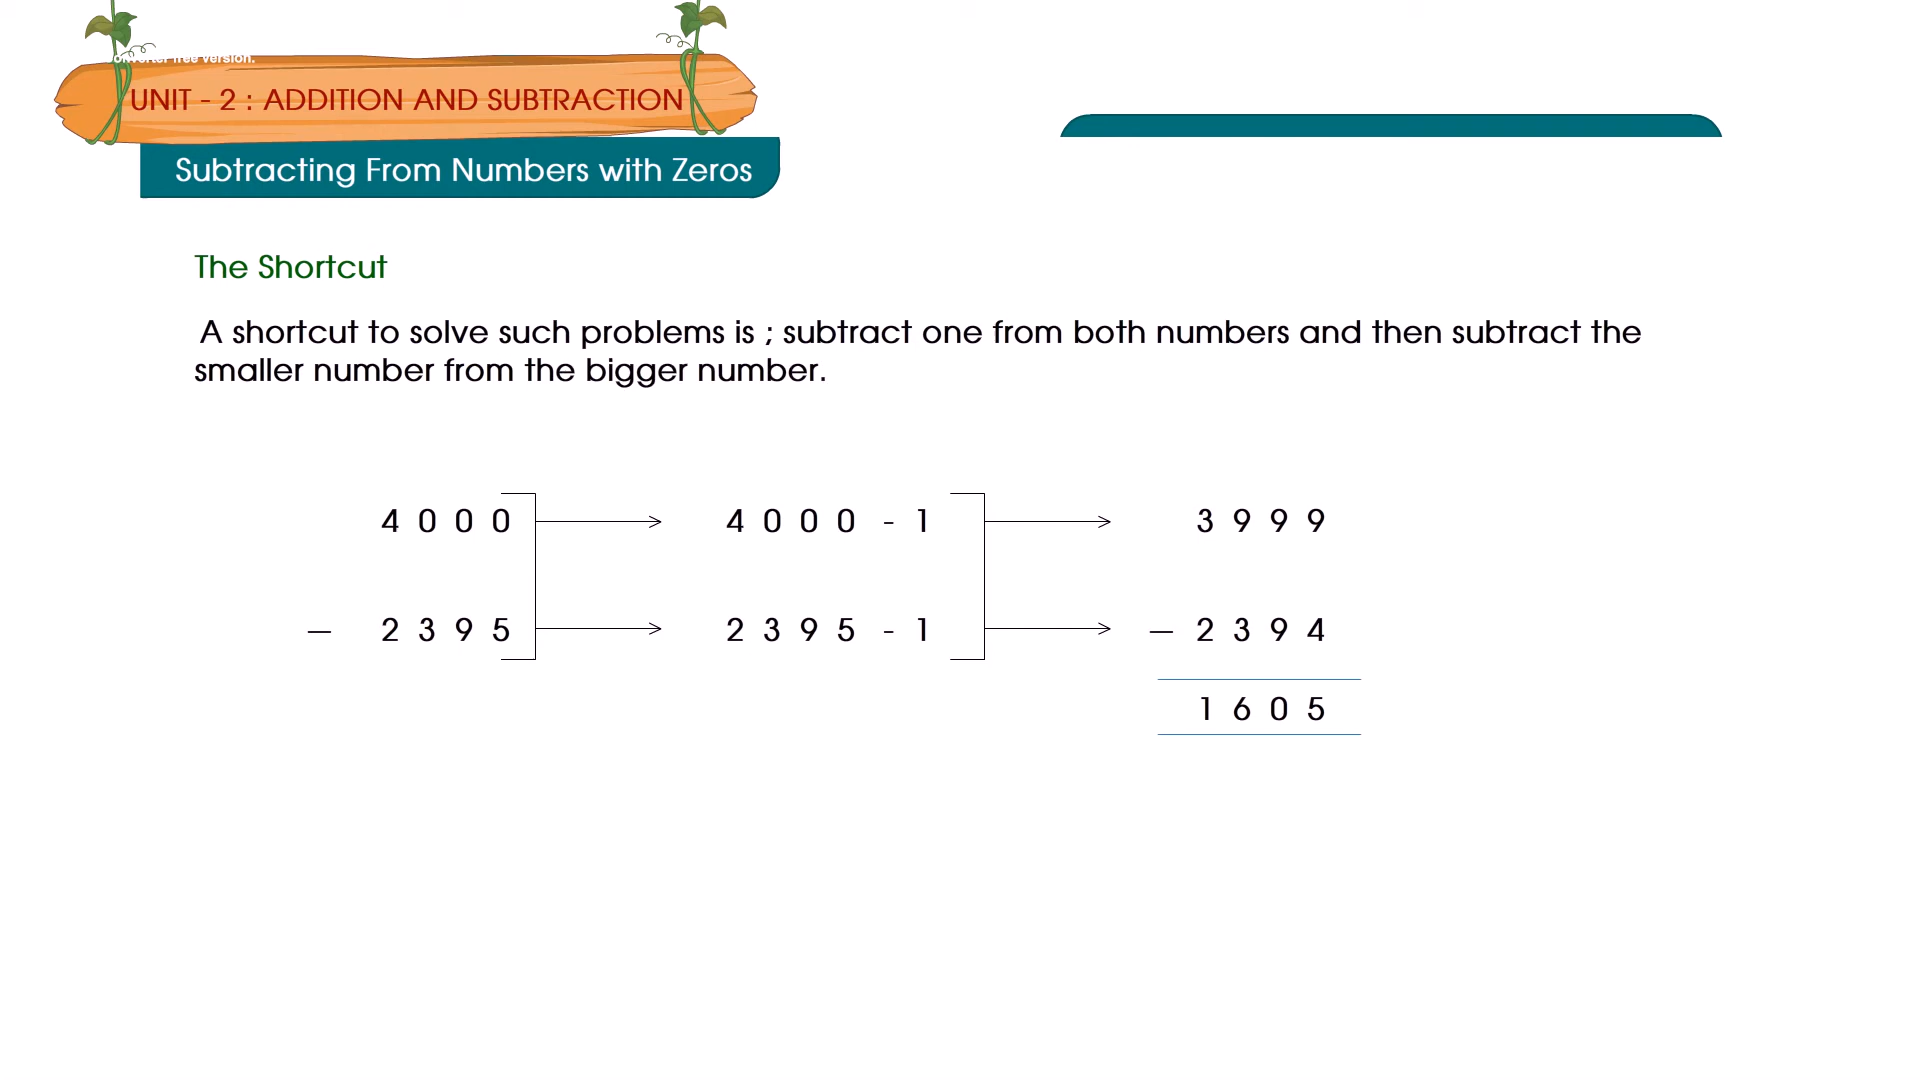 onverter free version.
UNIT - 2 : ADDITION AND SUBTRACTION
Subtracting From Numbers with Zeros
The Shortcut
A shortcut to solve such problems is ; subtract one from both numbers and then subtract the
smaller number from the bigger number.
4 0 0 0 4 0 0 0 - 1 3 9 9 9
— 2 3 9 5 2 3 9 5 - 1 — 2 3 9 4
1 6 0 5